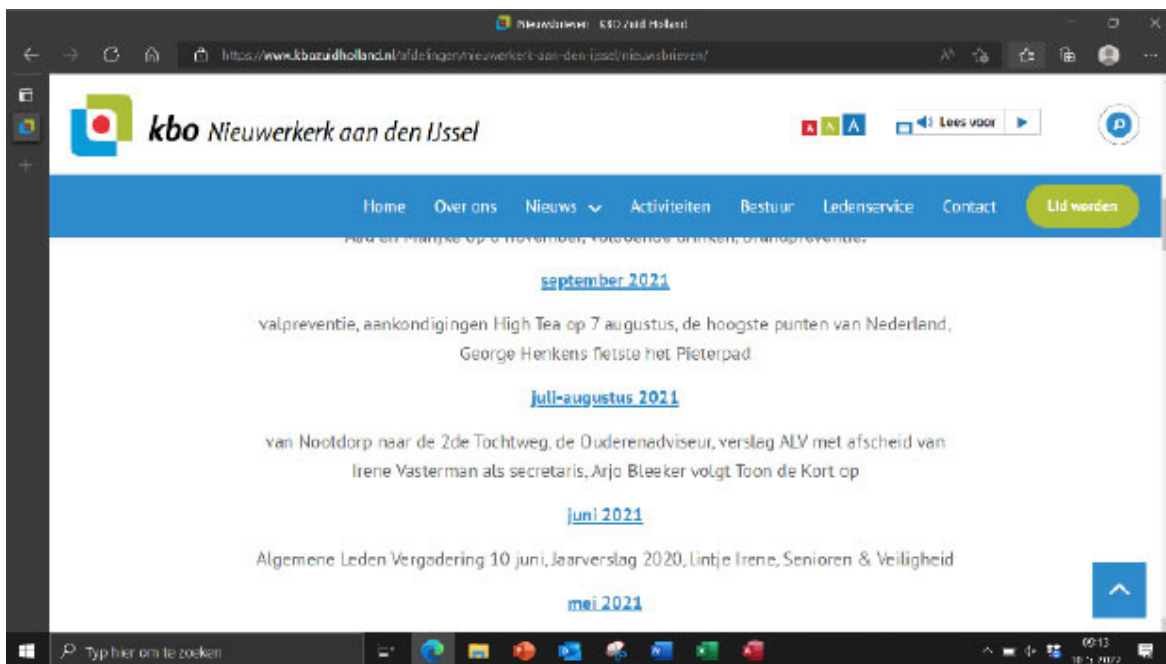 Nieuwsbrieven - KBO Zuid-Holland
https://www.kbozuidholland.nl/afdelingen/nieuwerkerk-aan-den-ijssel/nieuwsbrieven/
kbo Nieuwerkerk aan den IJssel
A A A
Lees voor
Home Over ons Nieuws Activiteiten Bestuur Ledenservice Contact Lid worden
september 2021
valpreventie, aankondigingen High Tea op 7 augustus, de hoogste punten van Nederland,
George Henkens fietste het Pieterpad
juli-augustus 2021
van Nootdorp naar de 2de Tochtweg, de Ouderenadviseur, verslag ALV met afscheid van
Irene Vasterman als secretaris, Arjo Bleeker volgt Toon de Kort op
juni 2021
Algemene Leden Vergadering 10 juni, Jaarverslag 2020, Lintje Irene, Senioren & Veiligheid
mei 2021
Typ hier om te zoeken
09:13